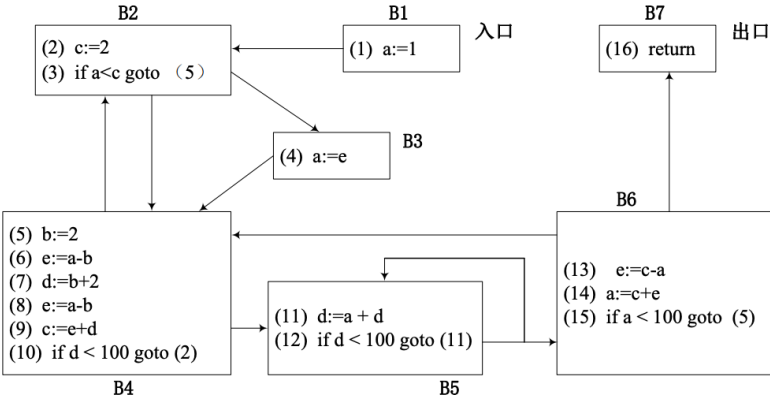 B1
入口
(1) a:=1
B2
(2) c:=2
(3) if a<c goto （5）
B3
(4) a:=e
B4
(5) b:=2
(6) e:=a-b
(7) d:=b+2
(8) e:=a-b
(9) c:=e+d
(10) if d < 100 goto (2)
B5
(11) d:=a + d
(12) if d < 100 goto (11)
B6
(13) e:=c-a
(14) a:=c+e
(15) if a < 100 goto (5)
B7
出口
(16) return